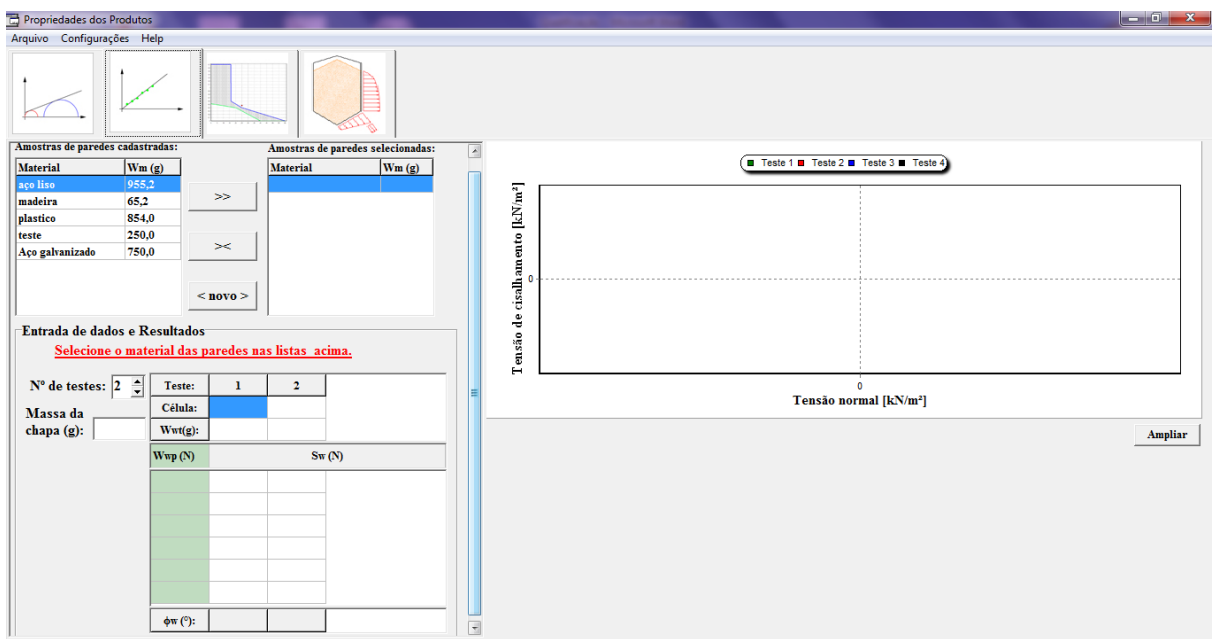 Propriedades dos Produtos
Arquivo Configurações Help
Amostras de paredes cadastradas:
Material Wm (g)
aço liso 955,2
madeira 65,2
plastico 854,0
teste 250,0
Aço galvanizado 750,0
>>
><
< novo >
Amostras de paredes selecionadas:
Material Wm (g)
Entrada de dados e Resultados
Selecione o material das paredes nas listas acima.
Nº de testes: 2
Massa da
chapa (g):
Teste: 1 2
Célula:
Wwt(g):
Wwp (N) Sw (N)
ϕw (º):
Teste 1 Teste 2 Teste 3 Teste 4
Tensão de cisalhamento [kN/m²]
0
0
Tensão normal [kN/m²]
Ampliar